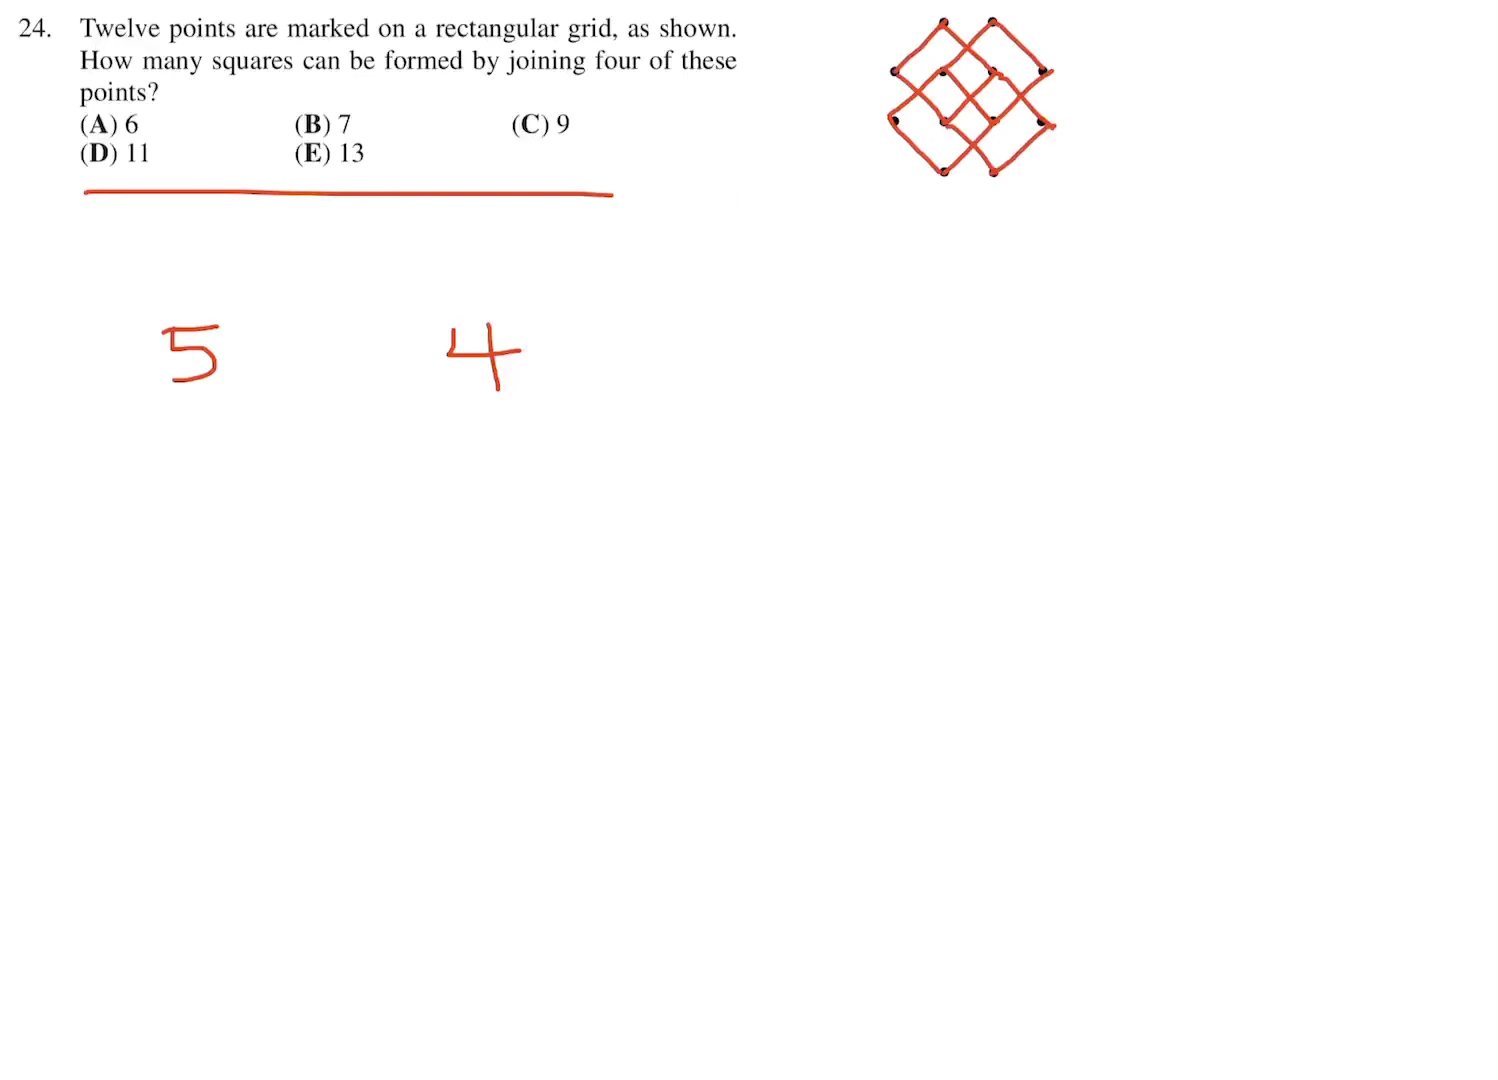 24. Twelve points are marked on a rectangular grid, as shown.
How many squares can be formed by joining four of these
points?
(A) 6 (B) 7 (C) 9
(D) 11 (E) 13
5 4